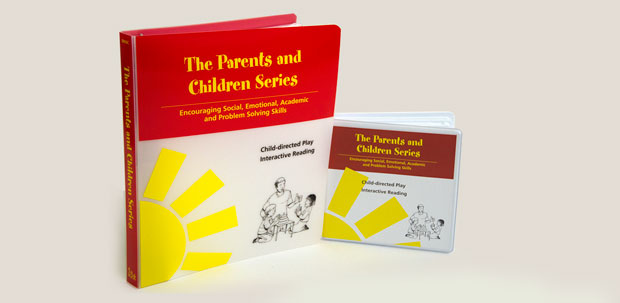 The Parents and Children Series
The Parents and
Children Series
Encouraging Social, Emotional, Academic
and Problem Solving Skills
Child-directed Play
Interactive Reading
The Parents and
Children Series
Encouraging Social, Emotional, Academic
and Problem Solving Skills
Child-directed Play
Interactive Reading